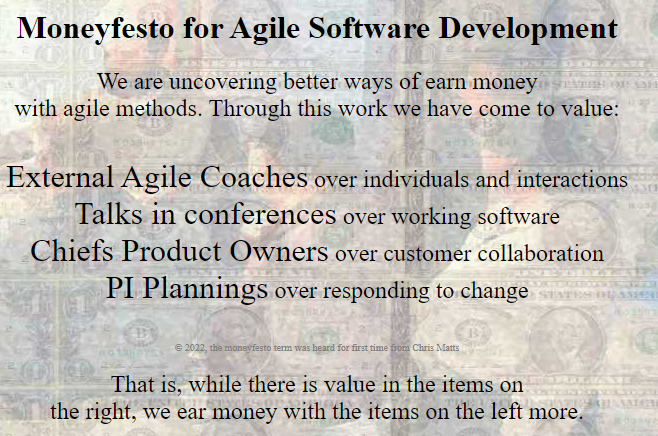 Moneyfesto for Agile Software Development
We are uncovering better ways of earn money
with agile methods. Through this work we have come to value:
External Agile Coaches over individuals and interactions
Talks in conferences over working software
Chiefs Product Owners over customer collaboration
PI Plannings over responding to change
© 2022, the moneyfesto term was heard for first time from Chris Matts
That is, while there is value in the items on
the right, we ear money with the items on the left more.